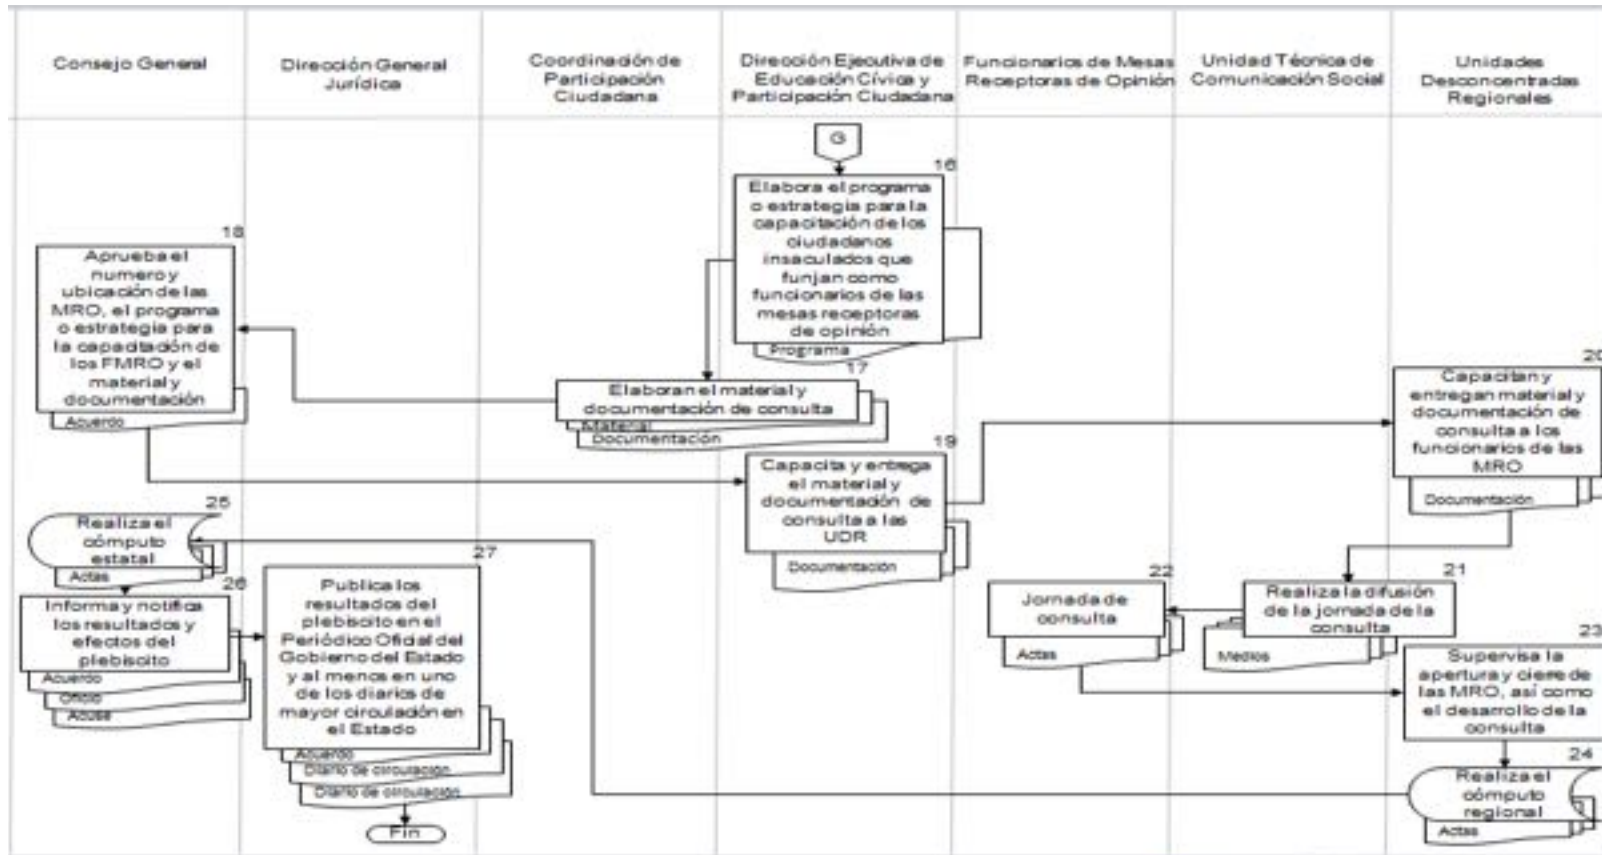 Consejo General
Dirección General
Jurídica
Coordinación de
Participación
Ciudadana
Dirección Ejecutiva de
Educación Cívica y
Participación Ciudadana
Funcionarios de Mesas
Receptoras de Opinión
Unidad Técnica de
Comunicación Social
Unidades
Desconcentradas
Regionales
G
16
Elabora el programa
o estrategia para la
capacitación de los
ciudadanos
insaculados que
funjan como
funcionarios de las
mesas receptoras
de opinión
Programa
17
Elaboran el material y
documentación de consulta
Material
Documentación
18
Aprueba el
numero y
ubicación de las
MRO, el programa
o estrategia para
la capacitación de
los FMRO y el
material y
documentación
Acuerdo
19
Capacita y entrega
el material y
documentación de
consulta a las
UDR
Documentación
20
Capacitan y
entregan material y
documentación de
consulta a los
funcionarios de las
MRO
Documentación
21
Realiza la difusión
de la jornada de la
consulta
Medios
22
Jornada de
consulta
Actas
23
Supervisa la
apertura y cierre de
las MRO, así como
el desarrollo de la
consulta
24
Realiza el
cómputo
regional
Actas
25
Realiza el
cómputo
estatal
Actas
26
Informa y notifica
los resultados y
efectos del
plebiscito
Acuerdo
Oficio
Acuse
27
Publica los
resultados del
plebiscito en el
Periódico Oficial del
Gobierno del Estado
y al menos en uno
de los diarios de
mayor circulación en
el Estado
Acuerdo
Diario de circulación
Diario de circulación
Fin